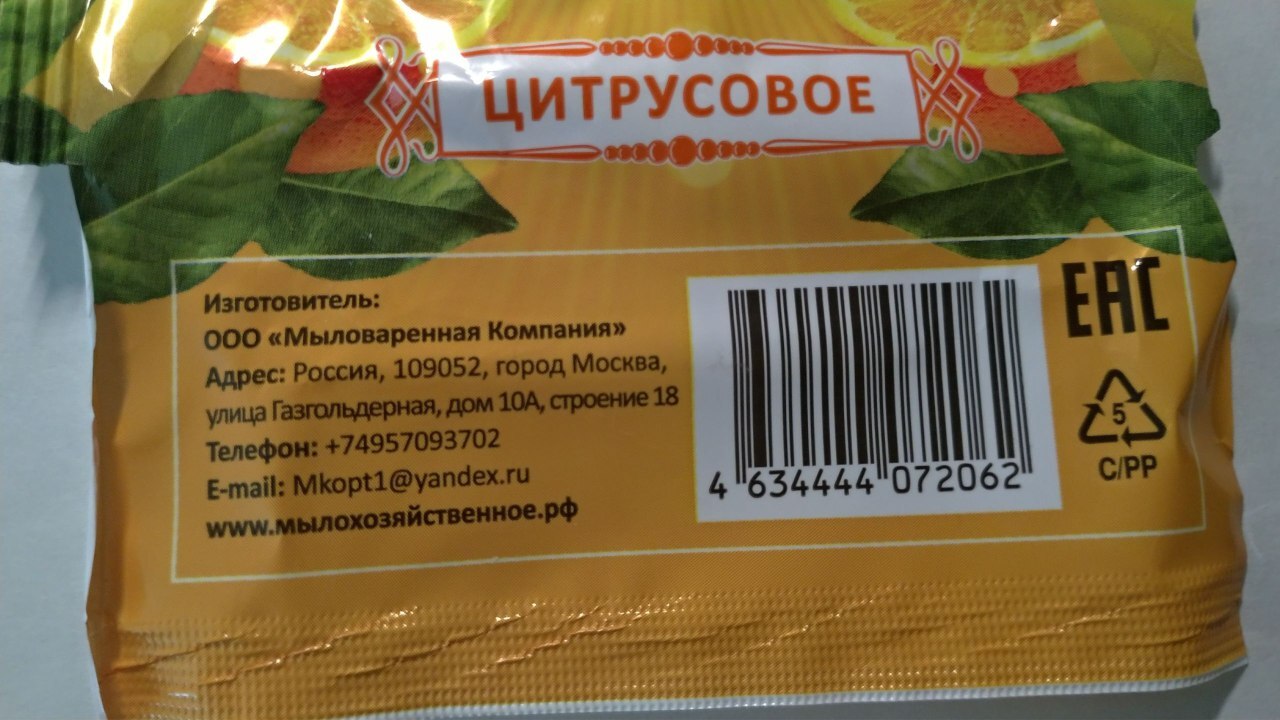 ЦИТРУСОВОЕ
Изготовитель:
ООО «Мыловаренная Компания»
Адрес: Россия, 109052, город Москва,
улица Газгольдерная, дом 10А, строение 18
Телефон: +74957093702
E-mail: Mkopt1@yandex.ru
www.мылохозяйственное.рф
4 634444 072062
ЕАС
5
C/PP